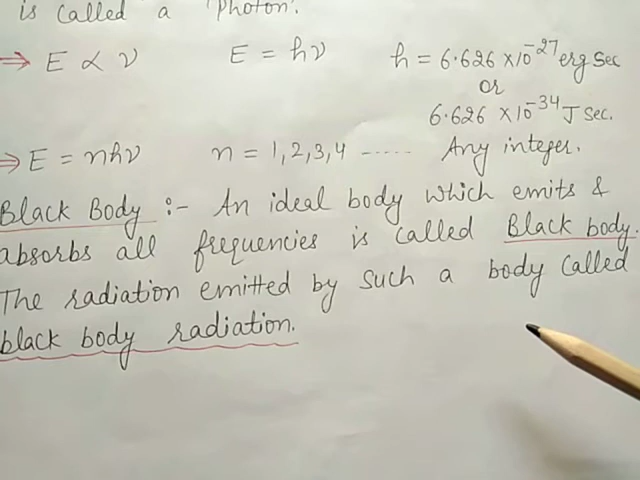 is called a 'Photon'.
⇒ E ∝ ν E = hν h = 6.626 ×10⁻²⁷ erg Sec
or
6.626 ×10⁻³⁴ J Sec.
⇒ E = nhν n = 1,2,3,4 ...... Any integer.
Black Body :- An ideal body which emits &
absorbs all frequencies is called Black body.
The radiation emitted by such a body called
black body radiation.